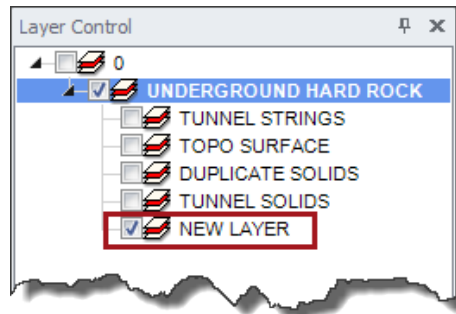 Layer Control
0
UNDERGROUND HARD ROCK
TUNNEL STRINGS
TOPO SURFACE
DUPLICATE SOLIDS
TUNNEL SOLIDS
NEW LAYER